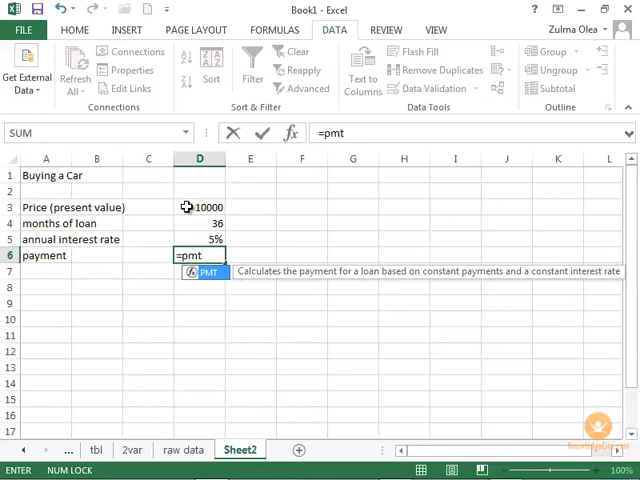 Book1 - Excel
FILE HOME INSERT PAGE LAYOUT FORMULAS DATA REVIEW VIEW Zulma Olea
Get External Data
Refresh All
Connections
Properties
Edit Links
Connections
Sort
Filter
Clear
Reapply
Advanced
Sort & Filter
Text to Columns
Flash Fill
Remove Duplicates
Data Validation
Data Tools
Group
Ungroup
Subtotal
Outline
SUM fx =pmt
A B C D E F G H I J K L
1 Buying a Car
2
3 Price (present value) 10000
4 months of loan 36
5 annual interest rate 5%
6 payment =pmt
7 fx PMT Calculates the payment for a loan based on constant payments and a constant interest rate
8
9
10
11
12
13
14
15
16
17
... tbl 2var raw data Sheet2
ENTER NUM LOCK 100%